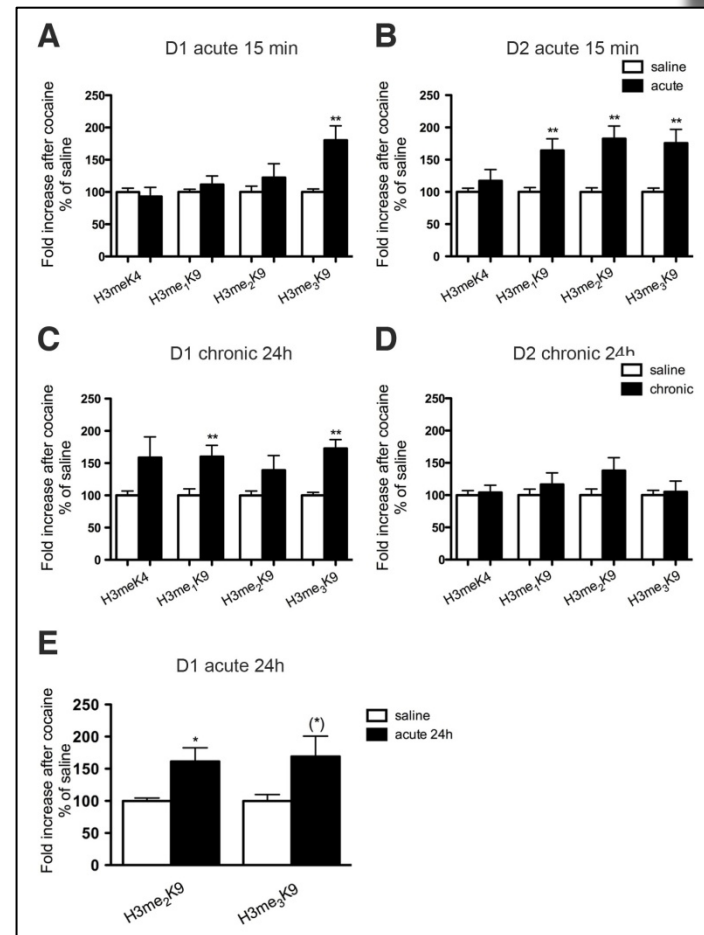 A
D1 acute 15 min
Fold increase after cocaine
% of saline
250
200
150
100
50
0
**
H3meK4
H3me₁K9
H3me₂K9
H3me₃K9
B
D2 acute 15 min
saline
acute
Fold increase after cocaine
% of saline
250
200
150
100
50
0
**
**
**
H3meK4
H3me₁K9
H3me₂K9
H3me₃K9
C
D1 chronic 24h
Fold increase after cocaine
% of saline
250
200
150
100
50
0
**
**
H3meK4
H3me₁K9
H3me₂K9
H3me₃K9
D
D2 chronic 24h
saline
chronic
Fold increase after cocaine
% of saline
250
200
150
100
50
0
H3meK4
H3me₁K9
H3me₂K9
H3me₃K9
E
D1 acute 24h
saline
acute 24h
Fold increase after cocaine
% of saline
250
200
150
100
50
0
*
(*)
H3me₂K9
H3me₃K9